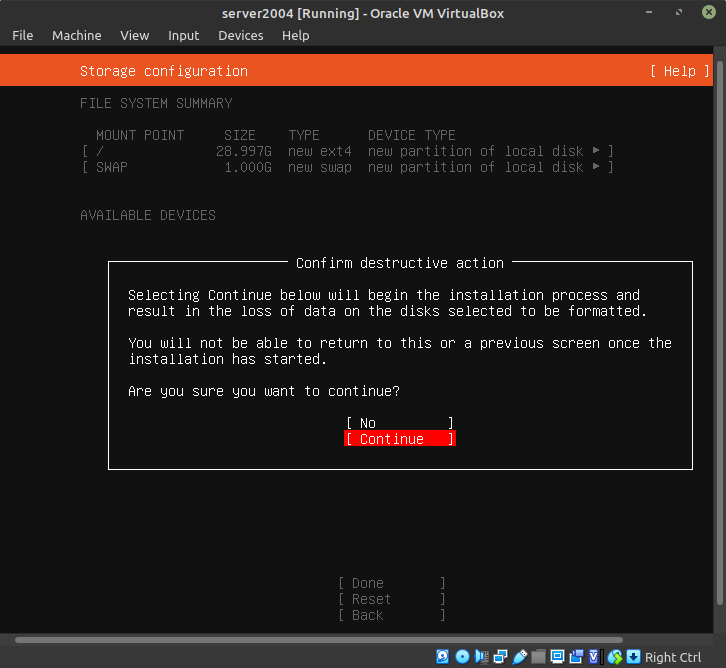 server2004 [Running] - Oracle VM VirtualBox
File Machine View Input Devices Help
Storage configuration [ Help ]
FILE SYSTEM SUMMARY
MOUNT POINT SIZE TYPE DEVICE TYPE
[ / 28.997G new ext4 new partition of local disk ▸ ]
[ SWAP 1.000G new swap new partition of local disk ▸ ]
AVAILABLE DEVICES
Confirm destructive action
Selecting Continue below will begin the installation process and
result in the loss of data on the disks selected to be formatted.
You will not be able to return to this or a previous screen once the
installation has started.
Are you sure you want to continue?
[ No ]
[ Continue ]
[ Done ]
[ Reset ]
[ Back ]
Right Ctrl